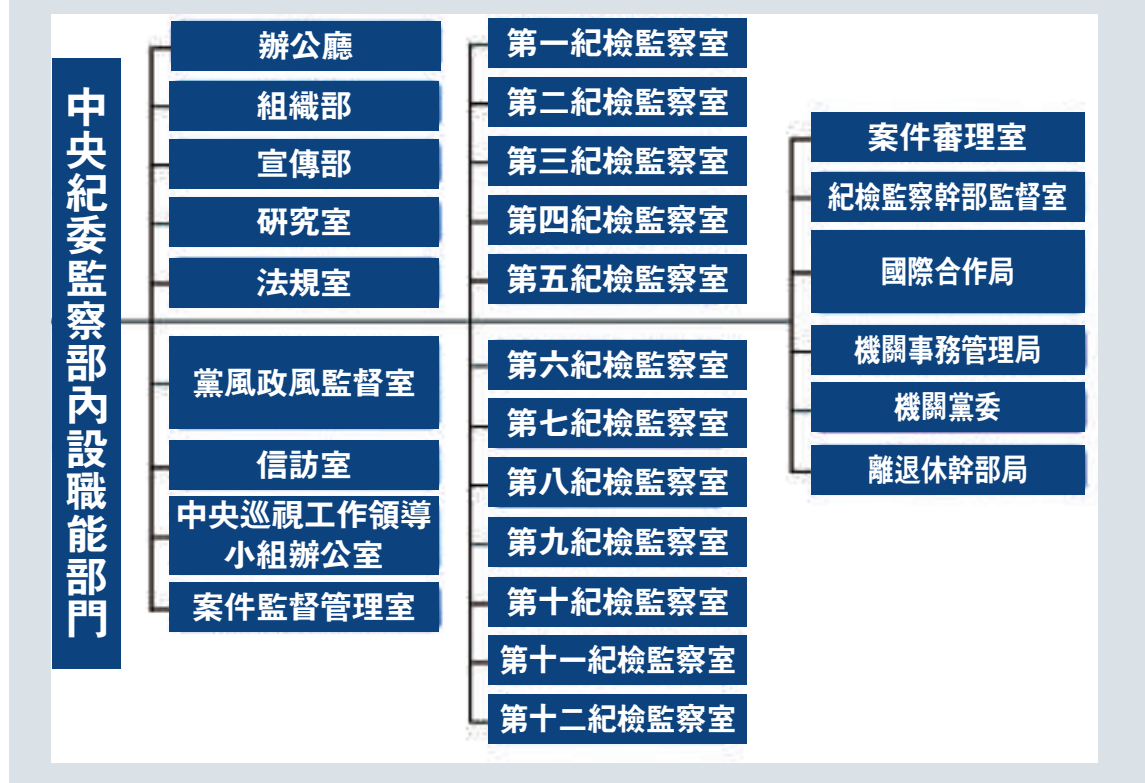 中央紀委監察部內設職能部門
辦公廳
組織部
宣傳部
研究室
法規室
黨風政風監督室
信訪室
中央巡視工作領導
小組辦公室
案件監督管理室
第一紀檢監察室
第二紀檢監察室
第三紀檢監察室
第四紀檢監察室
第五紀檢監察室
第六紀檢監察室
第七紀檢監察室
第八紀檢監察室
第九紀檢監察室
第十紀檢監察室
第十一紀檢監察室
第十二紀檢監察室
案件審理室
紀檢監察幹部監督室
國際合作局
機關事務管理局
機關黨委
離退休幹部局